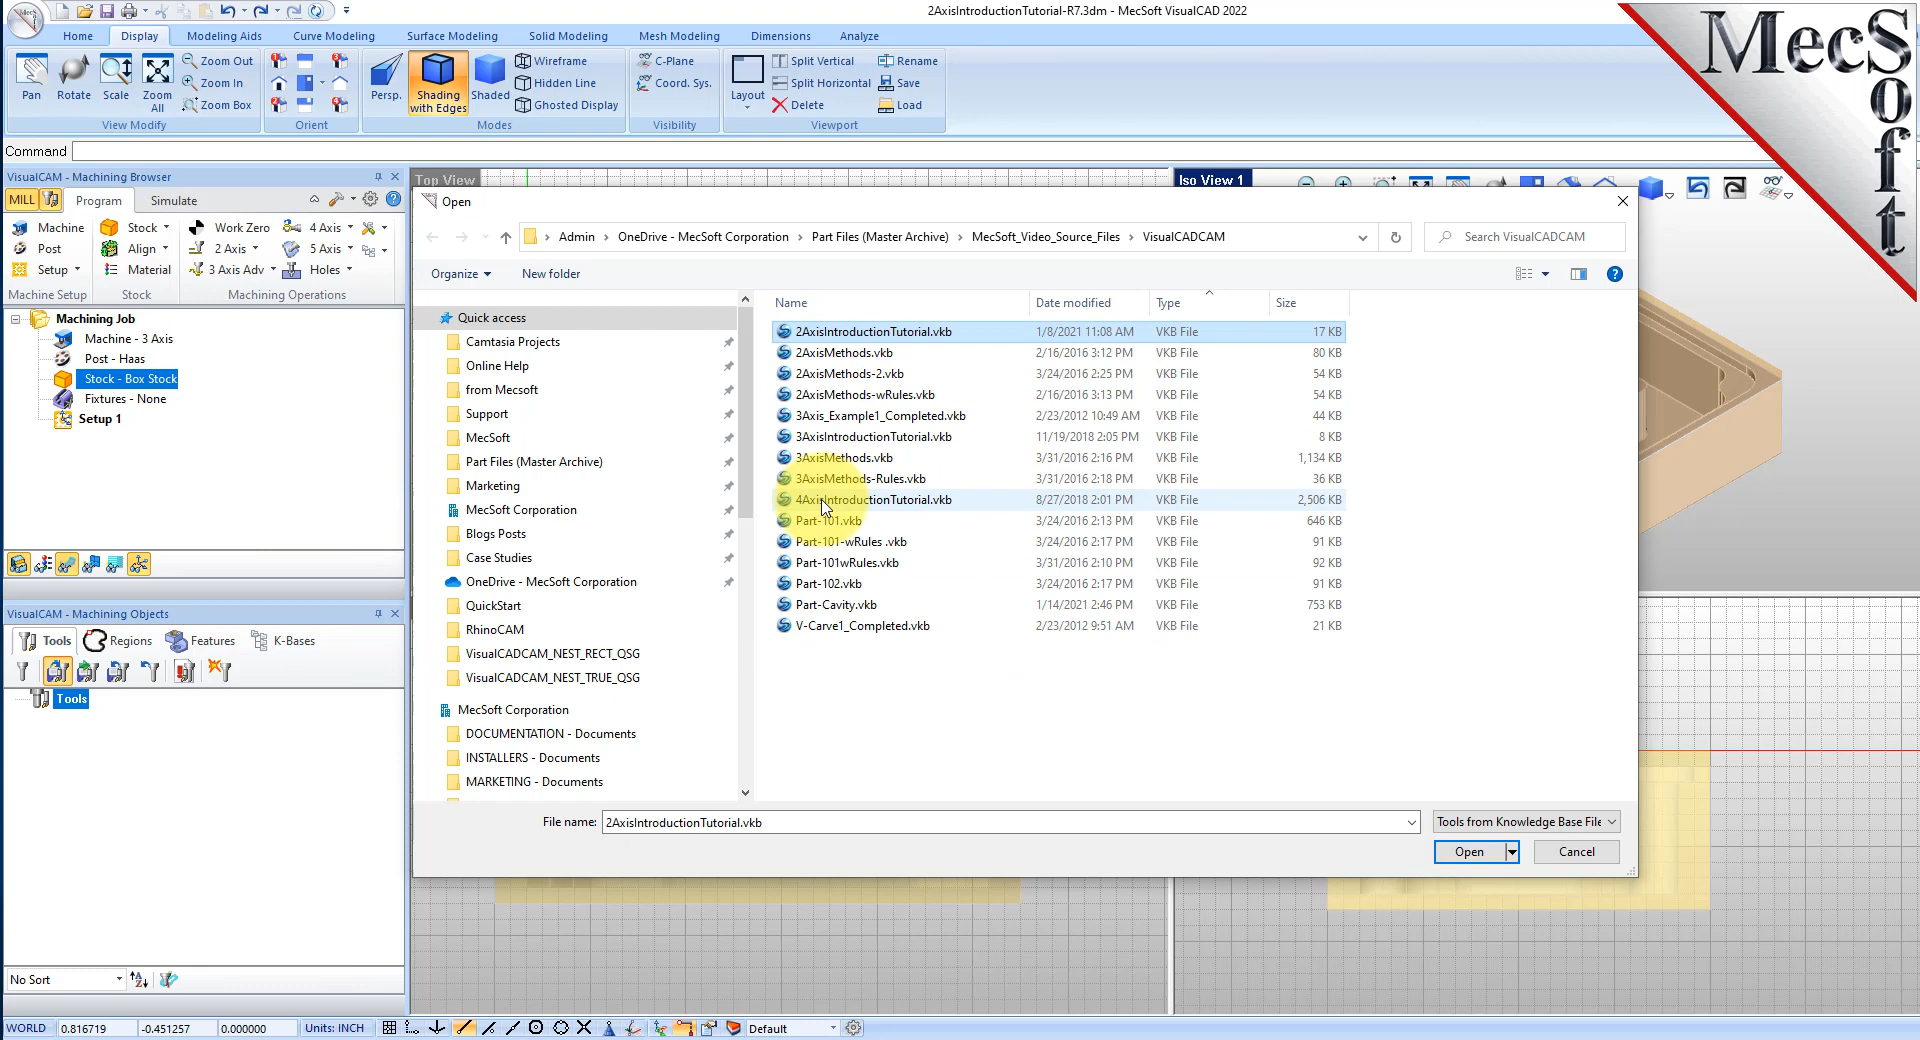 2AxisIntroductionTutorial-R7.3dm - MecSoft VisualCAD 2022
Home Display Modeling Aids Curve Modeling Surface Modeling Solid Modeling Mesh Modeling Dimensions Analyze
Pan Rotate Scale Zoom All Zoom Out Zoom In Zoom Box
View Modify
Orient
Persp. Shading with Edges Shaded Wireframe Hidden Line Ghosted Display
Modes
C-Plane
Coord. Sys.
Visibility
Layout Split Vertical Split Horizontal Delete Rename Save Load
Viewport
MecSoft
Command
VisualCAM - Machining Browser
MILL Program Simulate
Machine Stock Work Zero 4 Axis
Post Align 2 Axis 5 Axis
Setup Material 3 Axis Adv Holes
Machine Setup Stock Machining Operations
Machining Job
Machine - 3 Axis
Post - Haas
Stock - Box Stock
Fixtures - None
Setup 1
VisualCAM - Machining Objects
Tools Regions Features K-Bases
Tools
No Sort
Top View
Iso View 1
Open
Admin OneDrive - MecSoft Corporation Part Files (Master Archive) MecSoft_Video_Source_Files VisualCADCAM
Search VisualCADCAM
Organize New folder
Quick access
Camtasia Projects
Online Help
from Mecsoft
Support
MecSoft
Part Files (Master Archive)
Marketing
MecSoft Corporation
Blogs Posts
Case Studies
OneDrive - MecSoft Corporation
QuickStart
RhinoCAM
VisualCADCAM_NEST_RECT_QSG
VisualCADCAM_NEST_TRUE_QSG
MecSoft Corporation
DOCUMENTATION - Documents
INSTALLERS - Documents
MARKETING - Documents
Name Date modified Type Size
2AxisIntroductionTutorial.vkb 1/8/2021 11:08 AM VKB File 17 KB
2AxisMethods.vkb 2/16/2016 3:12 PM VKB File 80 KB
2AxisMethods-2.vkb 3/24/2016 2:25 PM VKB File 54 KB
2AxisMethods-wRules.vkb 2/16/2016 3:13 PM VKB File 54 KB
3Axis_Example1_Completed.vkb 2/23/2012 10:49 AM VKB File 44 KB
3AxisIntroductionTutorial.vkb 11/19/2018 2:05 PM VKB File 8 KB
3AxisMethods.vkb 3/31/2016 2:16 PM VKB File 1,134 KB
3AxisMethods-Rules.vkb 3/31/2016 2:18 PM VKB File 36 KB
4AxisIntroductionTutorial.vkb 8/27/2018 2:01 PM VKB File 2,506 KB
Part-101.vkb 3/24/2016 2:13 PM VKB File 646 KB
Part-101-wRules .vkb 3/24/2016 2:17 PM VKB File 91 KB
Part-101wRules.vkb 3/31/2016 2:10 PM VKB File 92 KB
Part-102.vkb 3/24/2016 2:17 PM VKB File 91 KB
Part-Cavity.vkb 1/14/2021 2:46 PM VKB File 753 KB
V-Carve1_Completed.vkb 2/23/2012 9:51 AM VKB File 21 KB
File name: 2AxisIntroductionTutorial.vkb Tools from Knowledge Base File
Open Cancel
WORLD 0.816719 -0.451257 0.000000 Units: INCH Default